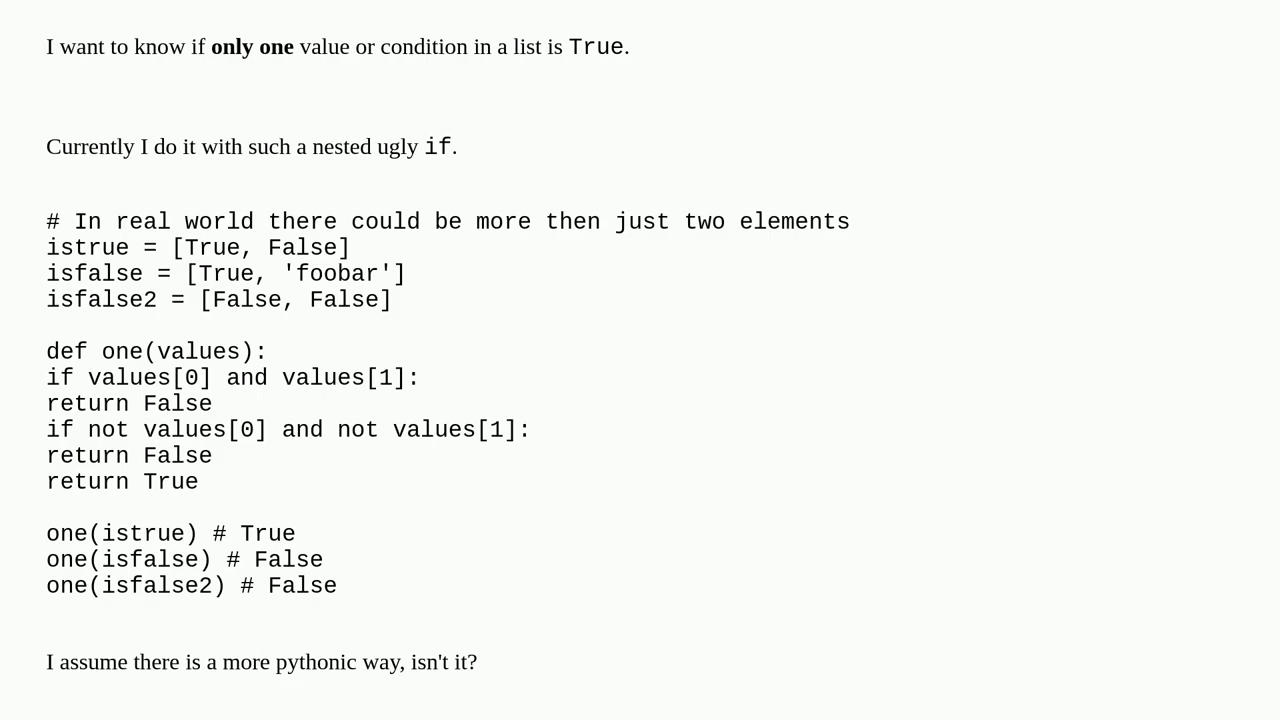 I want to know if only one value or condition in a list is True.
Currently I do it with such a nested ugly if.
# In real world there could be more then just two elements
istrue = [True, False]
isfalse = [True, 'foobar']
isfalse2 = [False, False]
def one(values):
if values[0] and values[1]:
return False
if not values[0] and not values[1]:
return False
return True
one(istrue) # True
one(isfalse) # False
one(isfalse2) # False
I assume there is a more pythonic way, isn't it?